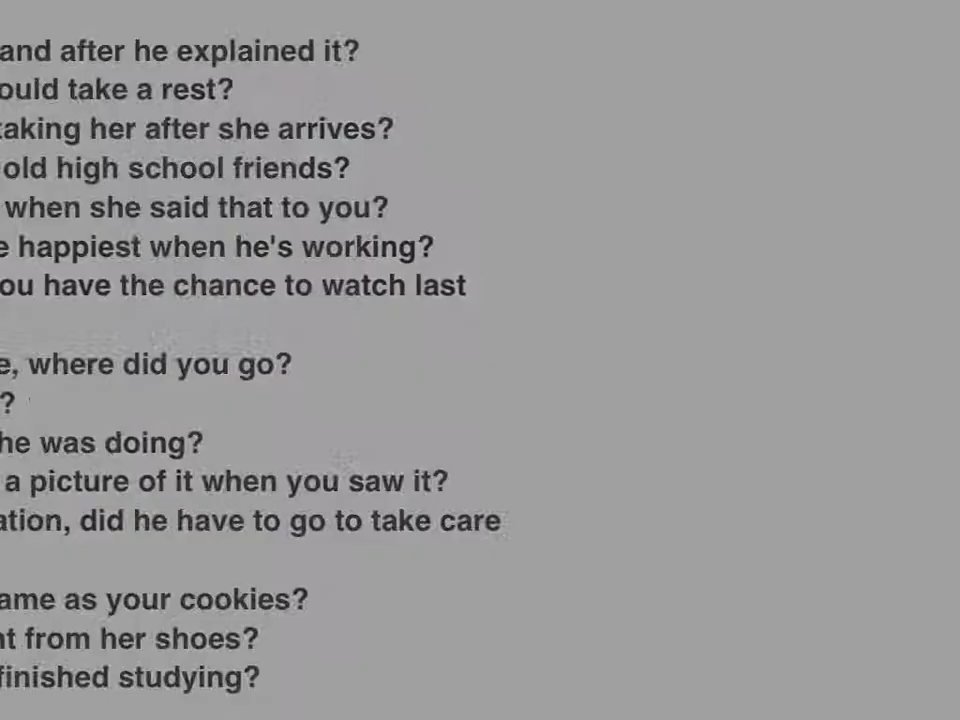 and after he explained it?
ould take a rest?
taking her after she arrives?
old high school friends?
when she said that to you?
e happiest when he's working?
ou have the chance to watch last
e, where did you go?
?
he was doing?
a picture of it when you saw it?
ation, did he have to go to take care
ame as your cookies?
nt from her shoes?
finished studying?